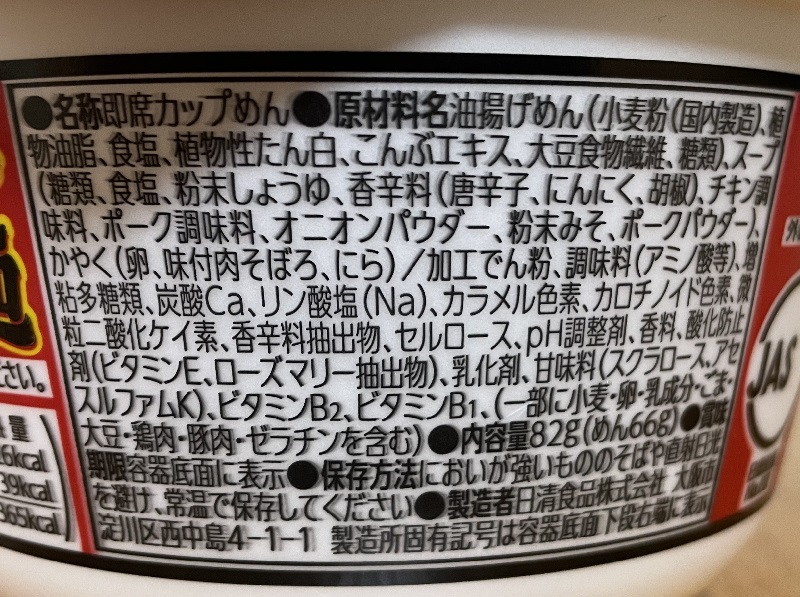 ●名称即席カップめん●原材料名油揚げめん(小麦粉(国内製造)、植
物油脂、食塩、植物性たん白、こんぶエキス、大豆食物繊維、糖類)、スープ
(糖類、食塩、粉末しょうゆ、香辛料(唐辛子、にんにく、胡椒)、チキン調
味料、ポーク調味料、オニオンパウダー、粉末みそ、ポークパウダー)、
かやく(卵、味付肉そぼろ、にら)/加工でん粉、調味料(アミノ酸等)、増
粘多糖類、炭酸Ca、リン酸塩(Na)、カラメル色素、カロチノイド色素、微
粒二酸化ケイ素、香辛料抽出物、セルロース、pH調整剤、香料、酸化防止
剤(ビタミンE、ローズマリー抽出物)、乳化剤、甘味料(スクラロース、アセ
スルファムK)、ビタミンB2、ビタミンB1、(一部に小麦・卵・乳成分・ごま・
大豆・鶏肉・豚肉・ゼラチンを含む)●内容量82g(めん66g)●賞味
期限容器底面に表示●保存方法においが強いもののそばや直射日光
を避け、常温で保存してください●製造者日清食品株式会社 大阪市
淀川区西中島4-1-1 製造所固有記号は容器底面下段右端に表示
ださい。
量
kcal
39kcal
365kcal
JAS